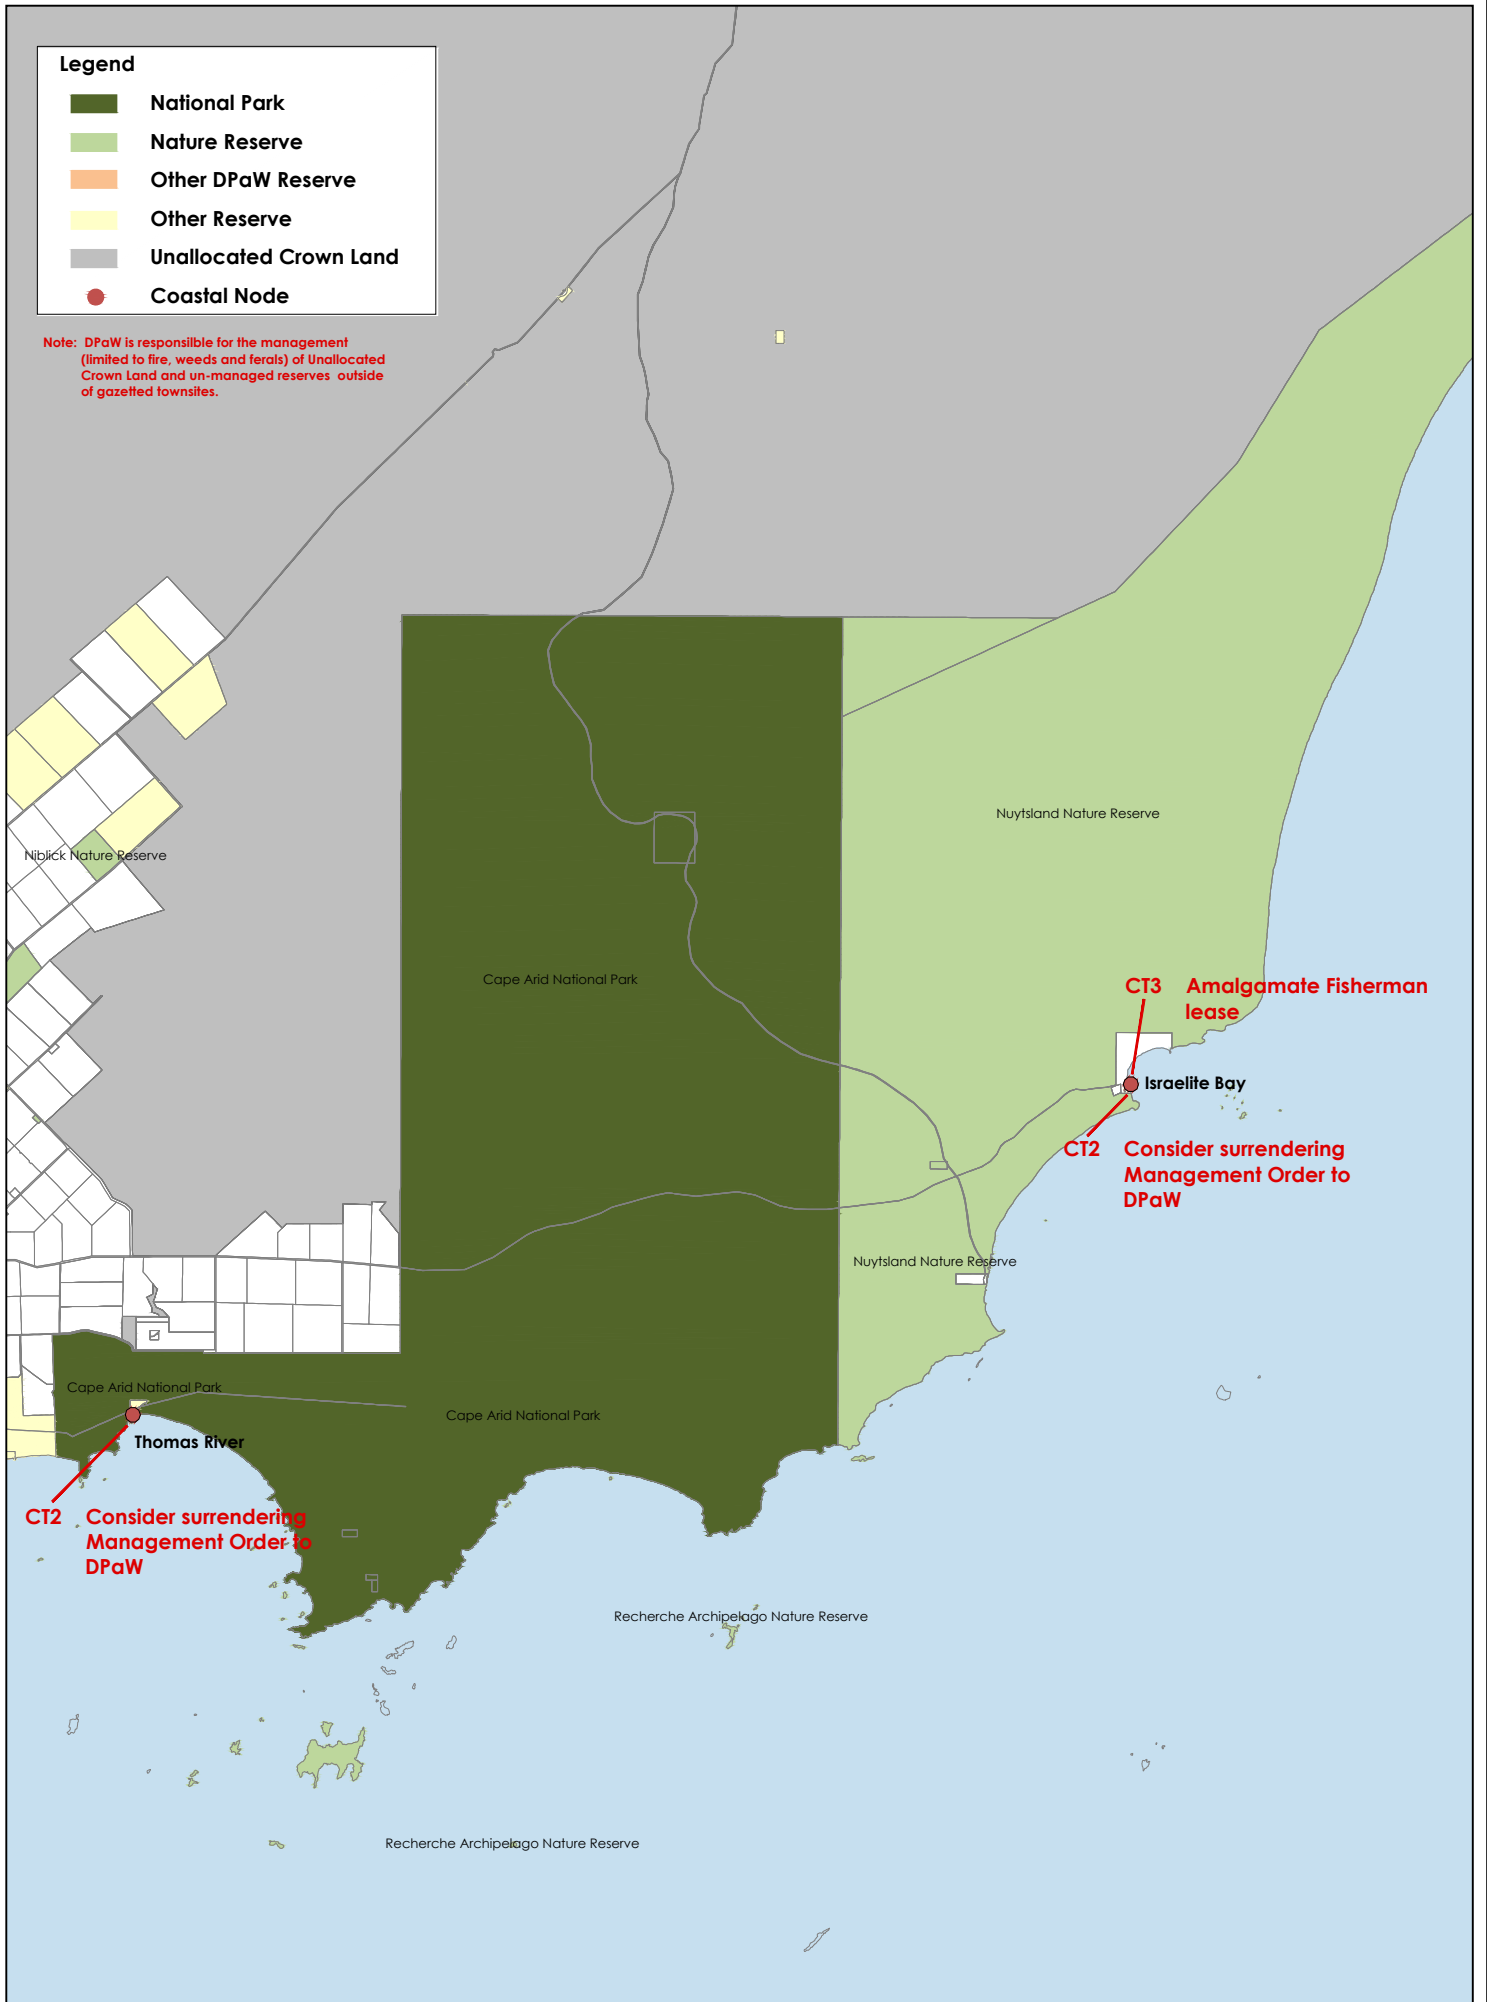 Legend
National Park
Nature Reserve
Other DPaW Reserve
Other Reserve
Unallocated Crown Land
Coastal Node
Note: DPaW is responsilble for the management
(limited to fire, weeds and ferals) of Unallocated
Crown Land and un-managed reserves outside
of gazetted townsites.
Nuytsland Nature Reserve
Niblick Nature Reserve
Cape Arid National Park
CT3 Amalgamate Fisherman
lease
Israelite Bay
CT2 Consider surrendering
Management Order to
DPaW
Nuytsland Nature Reserve
Cape Arid National Park
Cape Arid National Park
Thomas River
CT2 Consider surrendering
Management Order to
DPaW
Recherche Archipelago Nature Reserve
Recherche Archipelago Nature Reserve